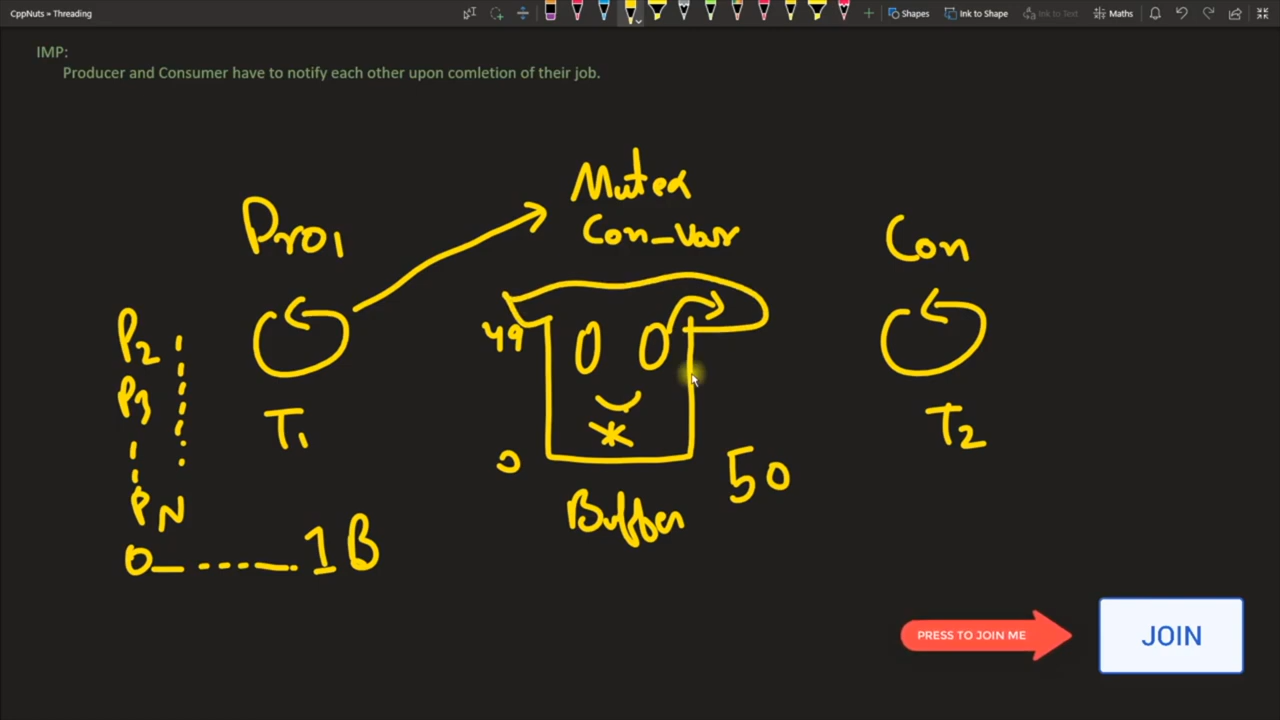 CppNuts » Threading
Shapes
Ink to Shape
Ink to Text
Maths
IMP:
Producer and Consumer have to notify each other upon comletion of their job.
Mutex
Con_Var
Pro1
Con
P2
P3
PN
49
0
T1
T2
50
Buffer
0_ ----- 1B
PRESS TO JOIN ME
JOIN